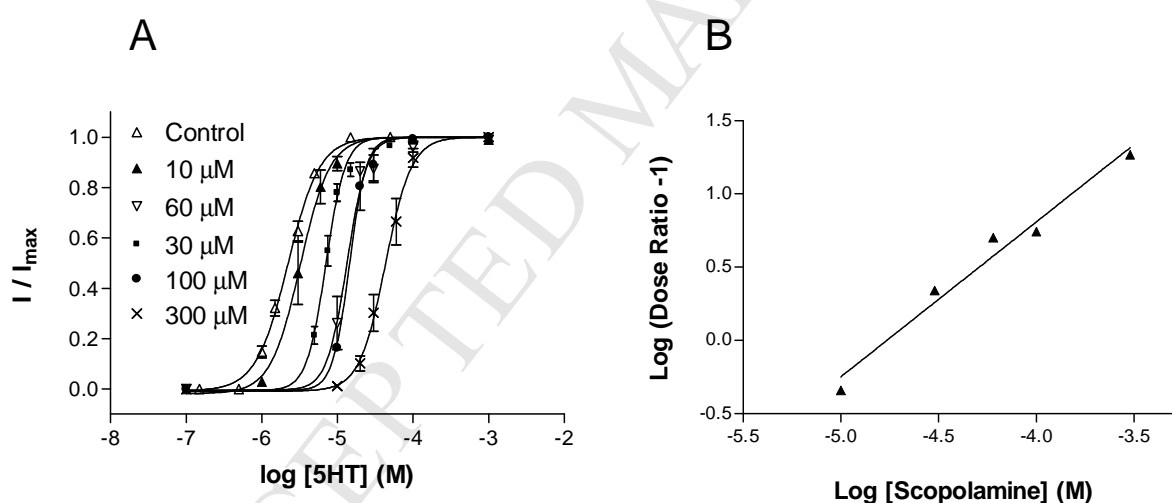 A
B
Control
10 µM
60 µM
30 µM
100 µM
300 µM
1.0
0.8
0.6
0.4
0.2
0.0
I / Imax
-8
-7
-6
-5
-4
-3
-2
log [5HT] (M)
1.5
1.0
0.5
0.0
-0.5
Log (Dose Ratio -1)
-5.5
-5.0
-4.5
-4.0
-3.5
Log [Scopolamine] (M)
CEPTED MA